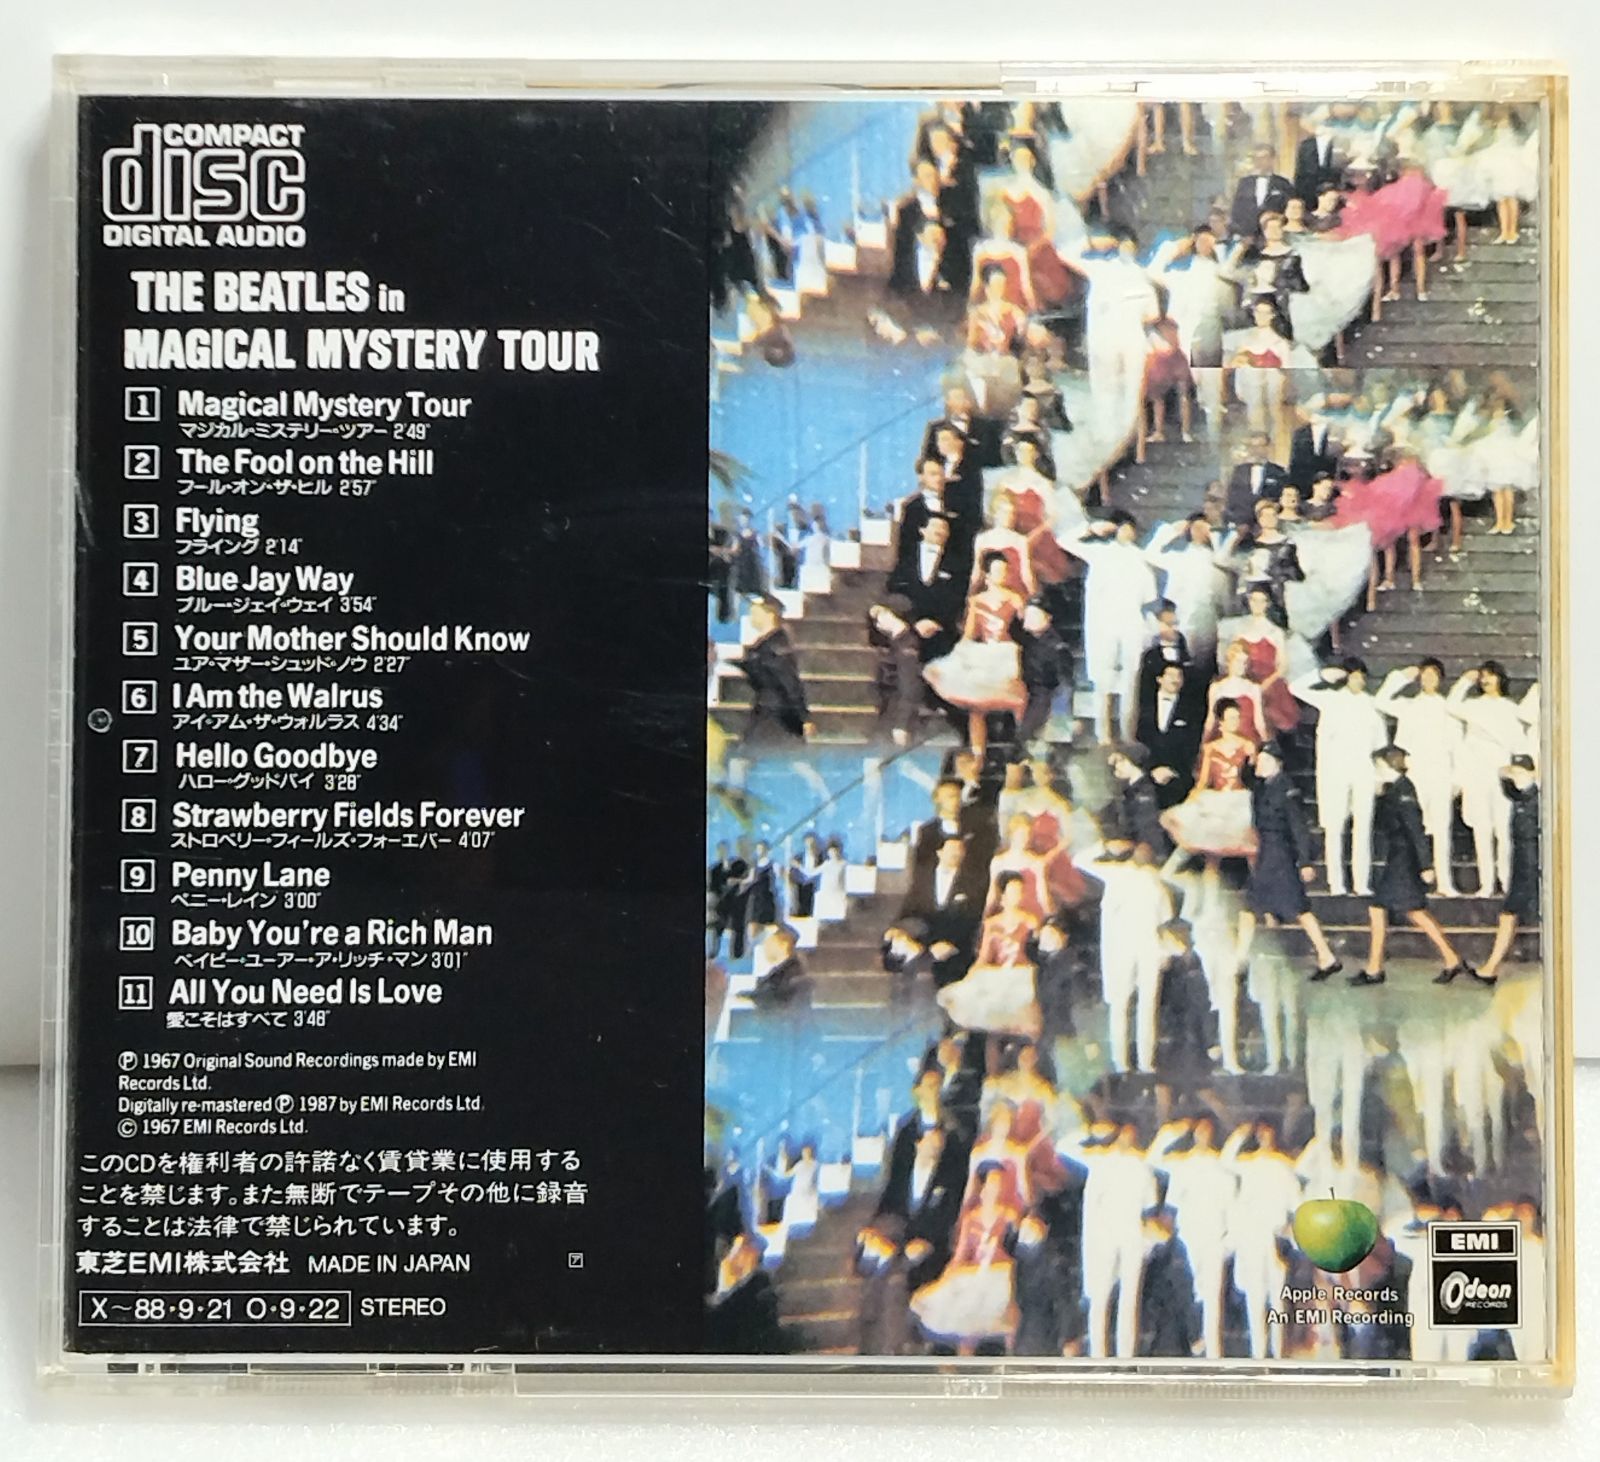 COMPACT
disc
DIGITAL AUDIO
THE BEATLES in
MAGICAL MYSTERY TOUR
1 Magical Mystery Tour
マジカル・ミステリー・ツアー 2'49"
2 The Fool on the Hill
フール・オン・ザ・ヒル 2'57"
3 Flying
フライング 2'14"
4 Blue Jay Way
ブルー・ジェイ・ウェイ 3'54"
5 Your Mother Should Know
ユア・マザー・シュッド・ノウ 2'27"
6 I Am the Walrus
アイ・アム・ザ・ウォルラス 4'34"
7 Hello Goodbye
ハロー・グッドバイ 3'28"
8 Strawberry Fields Forever
ストロベリー・フィールズ・フォーエバー 4'07"
9 Penny Lane
ペニー・レイン 3'00"
10 Baby You're a Rich Man
ベイビー・ユーアー・ア・リッチ・マン 3'01"
11 All You Need Is Love
愛こそはすべて 3'48"
Ⓟ 1967 Original Sound Recordings made by EMI
Records Ltd.
Digitally re-mastered Ⓟ 1987 by EMI Records Ltd.
© 1967 EMI Records Ltd.
このCDを権利者の許諾なく賃貸業に使用する
ことを禁じます。また無断でテープその他に録音
することは法律で禁じられています。
東芝EMI株式会社 MADE IN JAPAN ア
X〜88・9・21 O・9・22 STEREO
Apple Records
An EMI Recording
EMI
Odeon
RECORDS